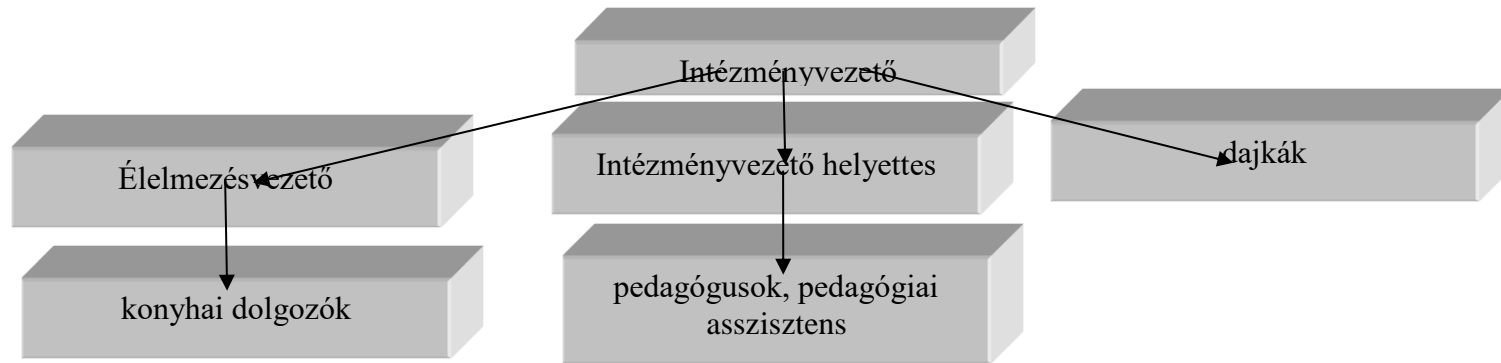 Intézményvezető
Élelmezésvezető
Intézményvezető helyettes
dajkák
konyhai dolgozók
pedagógusok, pedagógiai
asszisztens